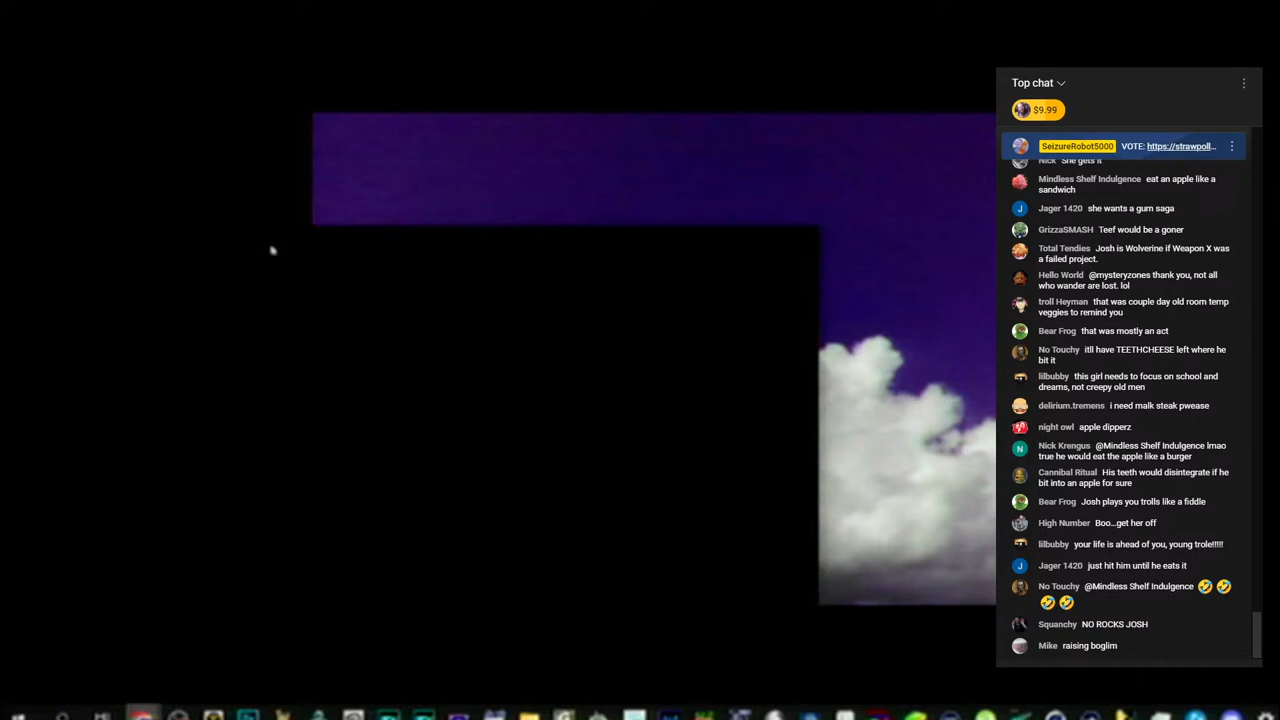 Top chat
$9.99
SeizureRobot5000 VOTE: https://strawpoll...
Nick She gets it
Mindless Shelf Indulgence eat an apple like a
sandwich
J Jager 1420 she wants a gum saga
GrizzaSMASH Teef would be a goner
Total Tendies Josh is Wolverine if Weapon X was
a failed project.
Hello World @mysteryzones thank you, not all
who wander are lost. lol
troll Heyman that was couple day old room temp
veggies to remind you
Bear Frog that was mostly an act
No Touchy itll have TEETHCHEESE left where he
bit it
lilbubby this girl needs to focus on school and
dreams, not creepy old men
delirium.tremens i need malk steak pwease
night owl apple dipperz
N Nick Krengus @Mindless Shelf Indulgence lmao
true he would eat the apple like a burger
Cannibal Ritual His teeth would disintegrate if he
bit into an apple for sure
Bear Frog Josh plays you trolls like a fiddle
High Number Boo...get her off
lilbubby your life is ahead of you, young trole!!!!!
J Jager 1420 just hit him until he eats it
No Touchy @Mindless Shelf Indulgence 🤣 🤣
🤣 🤣
Squanchy NO ROCKS JOSH
Mike raising boglim